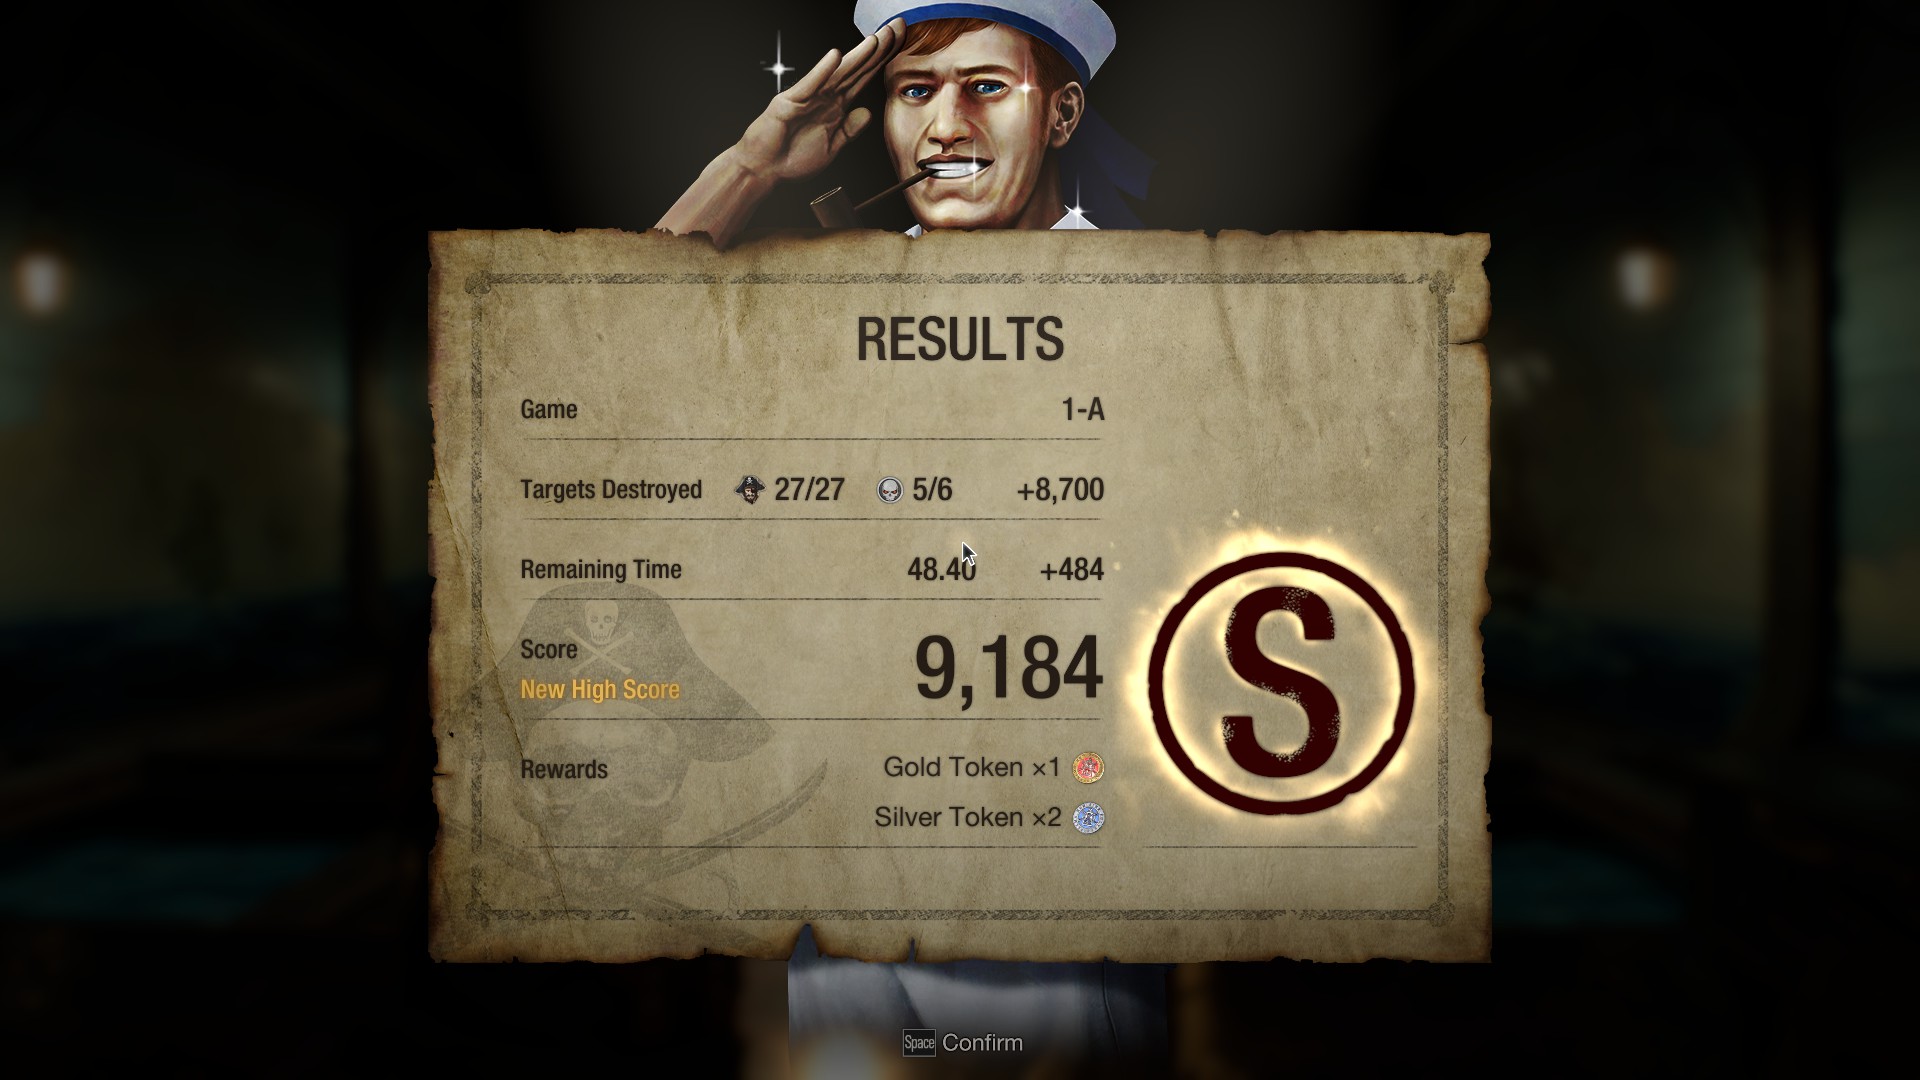 RESULTS
Game 1-A
Targets Destroyed 27/27 5/6 +8,700
Remaining Time 48.40 +484
Score 9,184
New High Score
S
Rewards Gold Token ×1
Silver Token ×2
Space Confirm